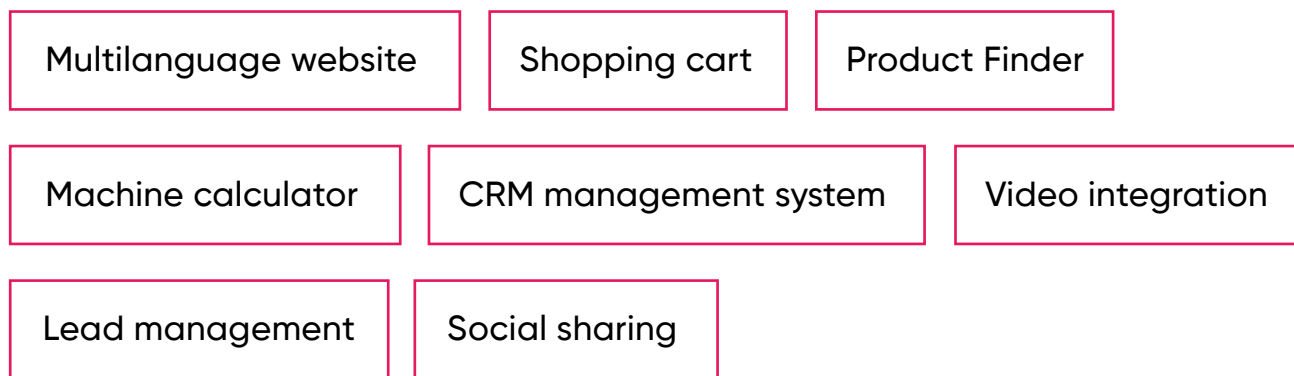 Multilanguage website
Shopping cart
Product Finder
Machine calculator
CRM management system
Video integration
Lead management
Social sharing